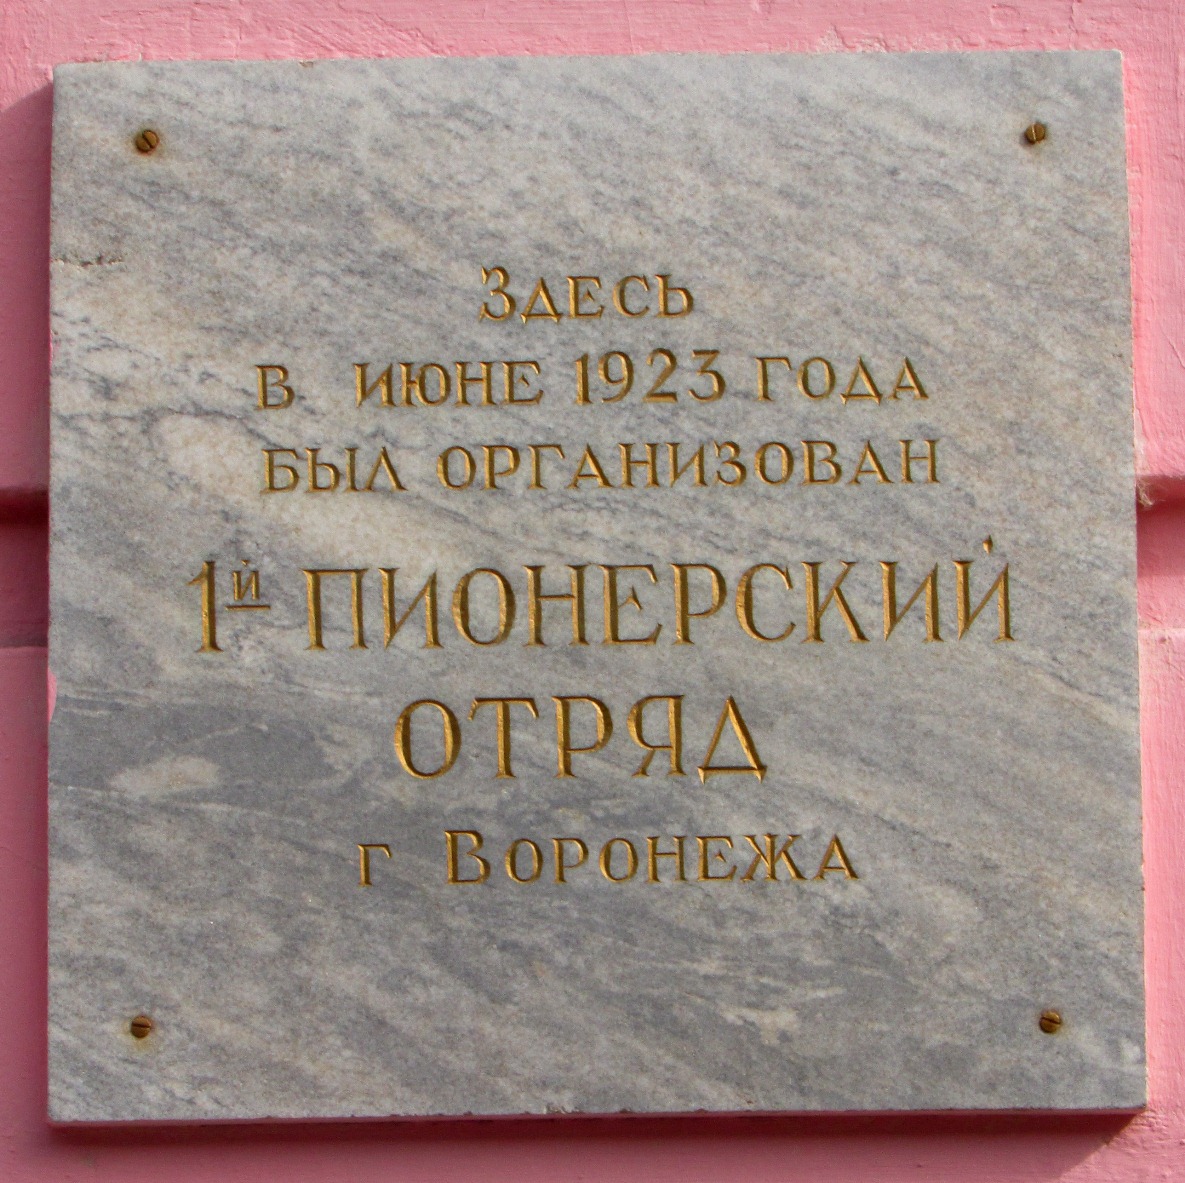 Здесь
в июне 1923 года
был организован
1й пионерский
отряд
г Воронежа